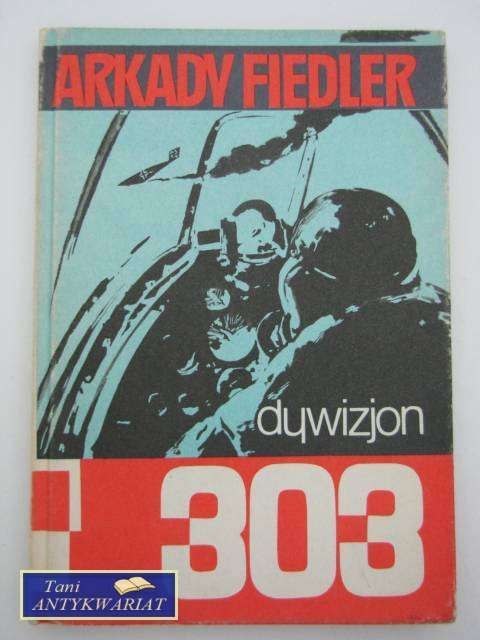 ARKADY FIEDLER
dywizjon
303
Tani
ANTYKWARIAT